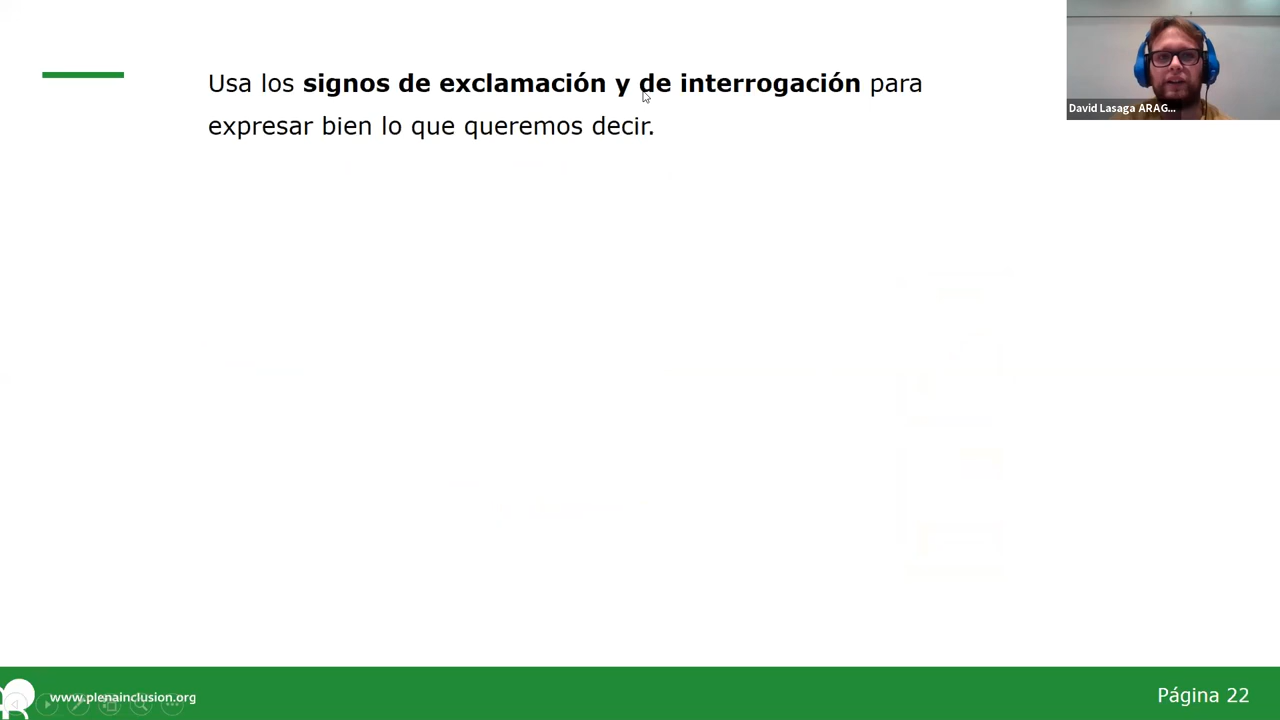 Usa los signos de exclamación y de interrogación para
expresar bien lo que queremos decir.
David Lasaga ARAG...
www.plenainclusion.org
Página 22